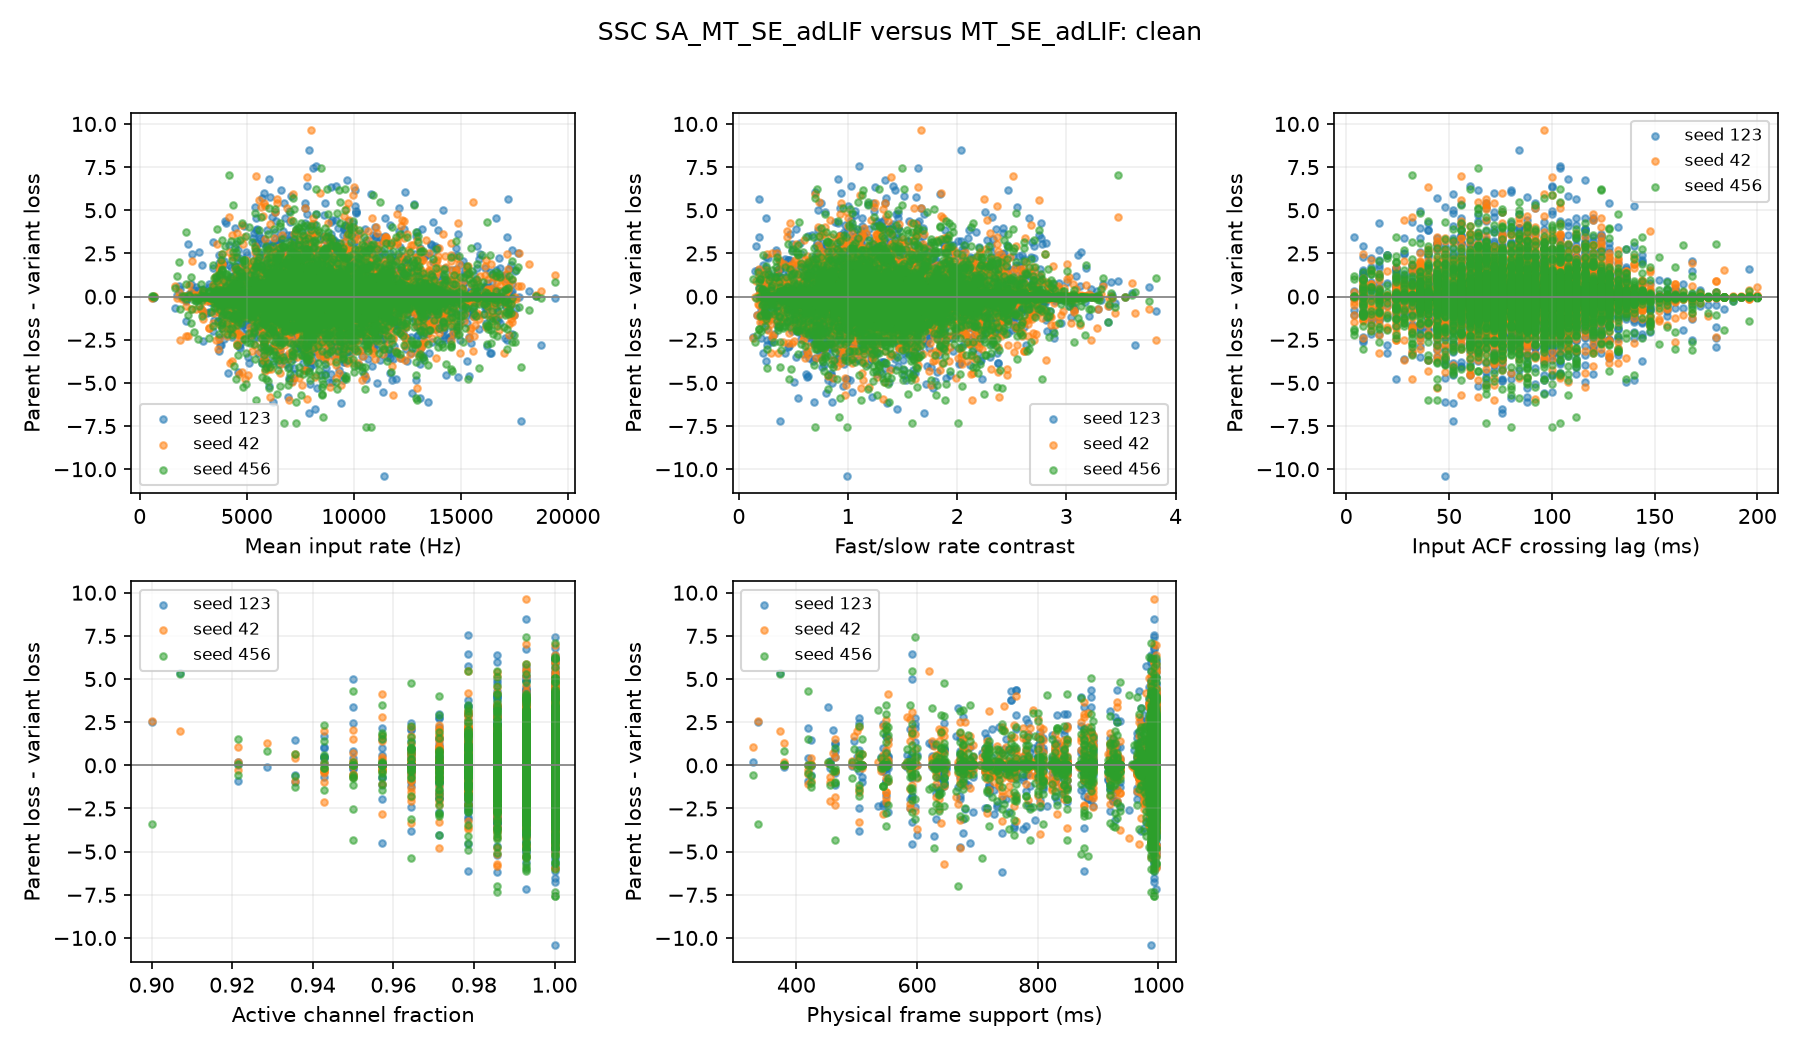 SSC SA_MT_SE_adLIF versus MT_SE_adLIF: clean
Parent loss - variant loss
10.0
7.5
5.0
2.5
0.0
−2.5
−5.0
−7.5
−10.0
seed 123
seed 42
seed 456
0 5000 10000 15000 20000
Mean input rate (Hz)
Parent loss - variant loss
10.0
7.5
5.0
2.5
0.0
−2.5
−5.0
−7.5
−10.0
seed 123
seed 42
seed 456
0 1 2 3 4
Fast/slow rate contrast
Parent loss - variant loss
10.0
7.5
5.0
2.5
0.0
−2.5
−5.0
−7.5
−10.0
seed 123
seed 42
seed 456
0 50 100 150 200
Input ACF crossing lag (ms)
Parent loss - variant loss
10.0
7.5
5.0
2.5
0.0
−2.5
−5.0
−7.5
−10.0
seed 123
seed 42
seed 456
0.90 0.92 0.94 0.96 0.98 1.00
Active channel fraction
Parent loss - variant loss
10.0
7.5
5.0
2.5
0.0
−2.5
−5.0
−7.5
−10.0
seed 123
seed 42
seed 456
400 600 800 1000
Physical frame support (ms)